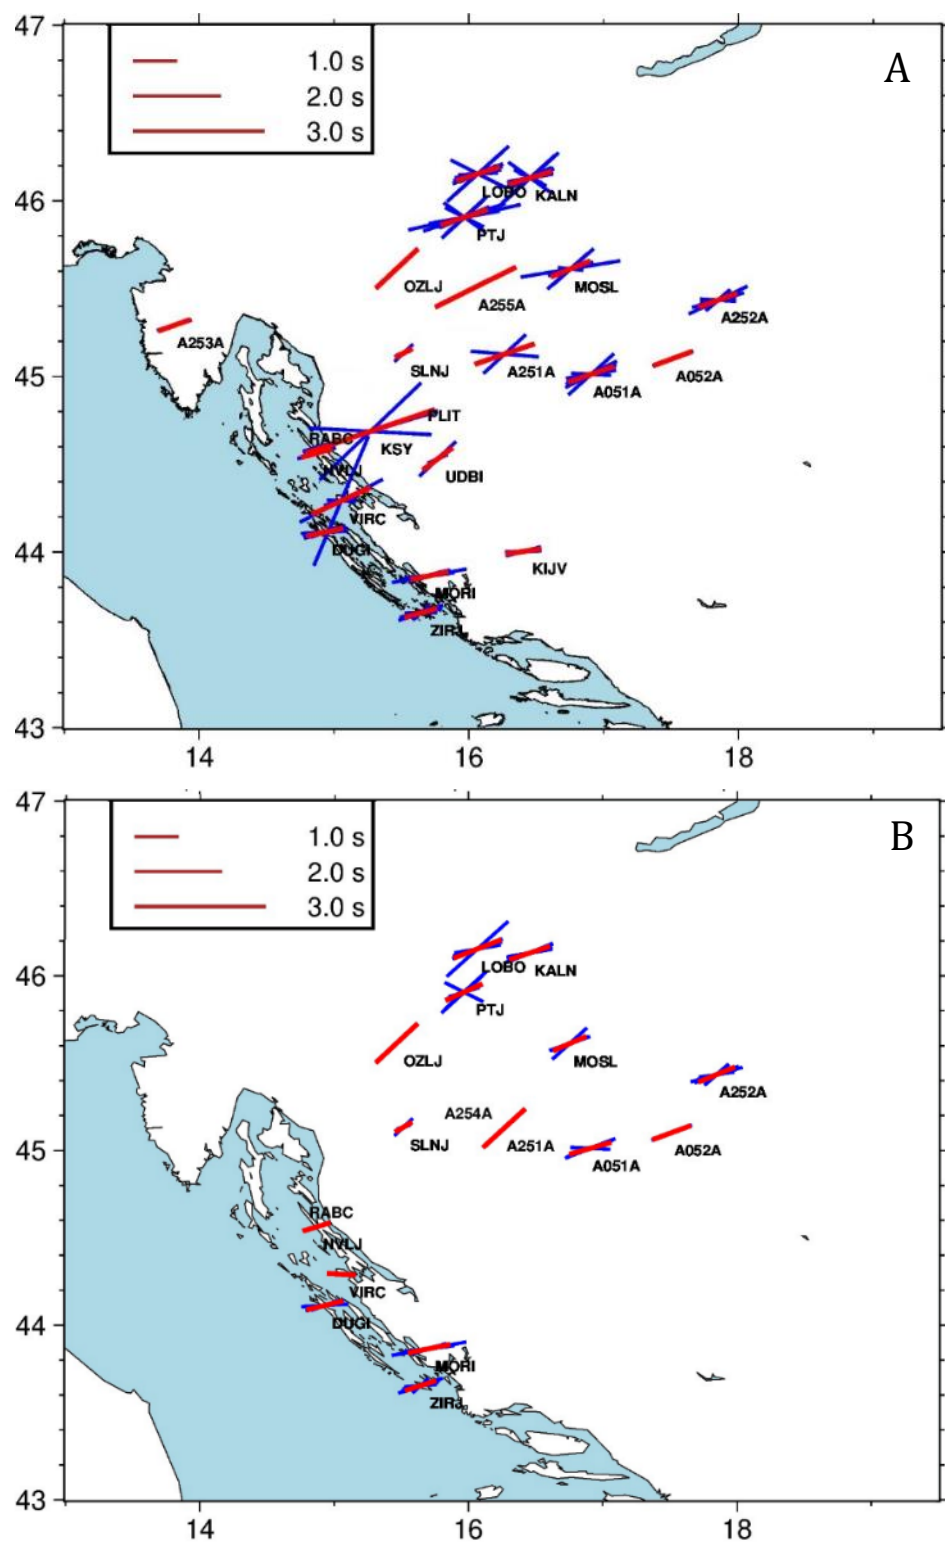 47
1.0 s
2.0 s
3.0 s
A
46
LOBO
KALN
PTJ
OZLJ
A255A
MOSL
A252A
A253A
45
SLNJ
A251A
A051A
A052A
PLIT
RABC
KSY
NVLJ
UDBI
VIRC
44
DUGI
KIJV
MORI
ZIRJ
43
14
16
18
47
1.0 s
2.0 s
3.0 s
B
46
LOBO
KALN
PTJ
OZLJ
MOSL
A252A
A254A
45
SLNJ
A251A
A051A
A052A
RABC
NVLJ
VIRC
44
DUGI
MORI
ZIRJ
43
14
16
18